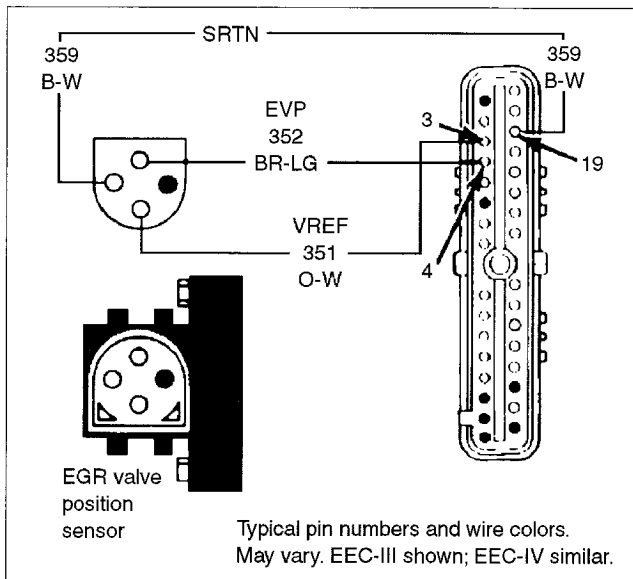 SRTN
359
B-W
359
B-W
EVP
352
BR-LG
3
19
VREF
351
O-W
4
EGR valve
position
sensor
Typical pin numbers and wire colors.
May vary. EEC-III shown; EEC-IV similar.